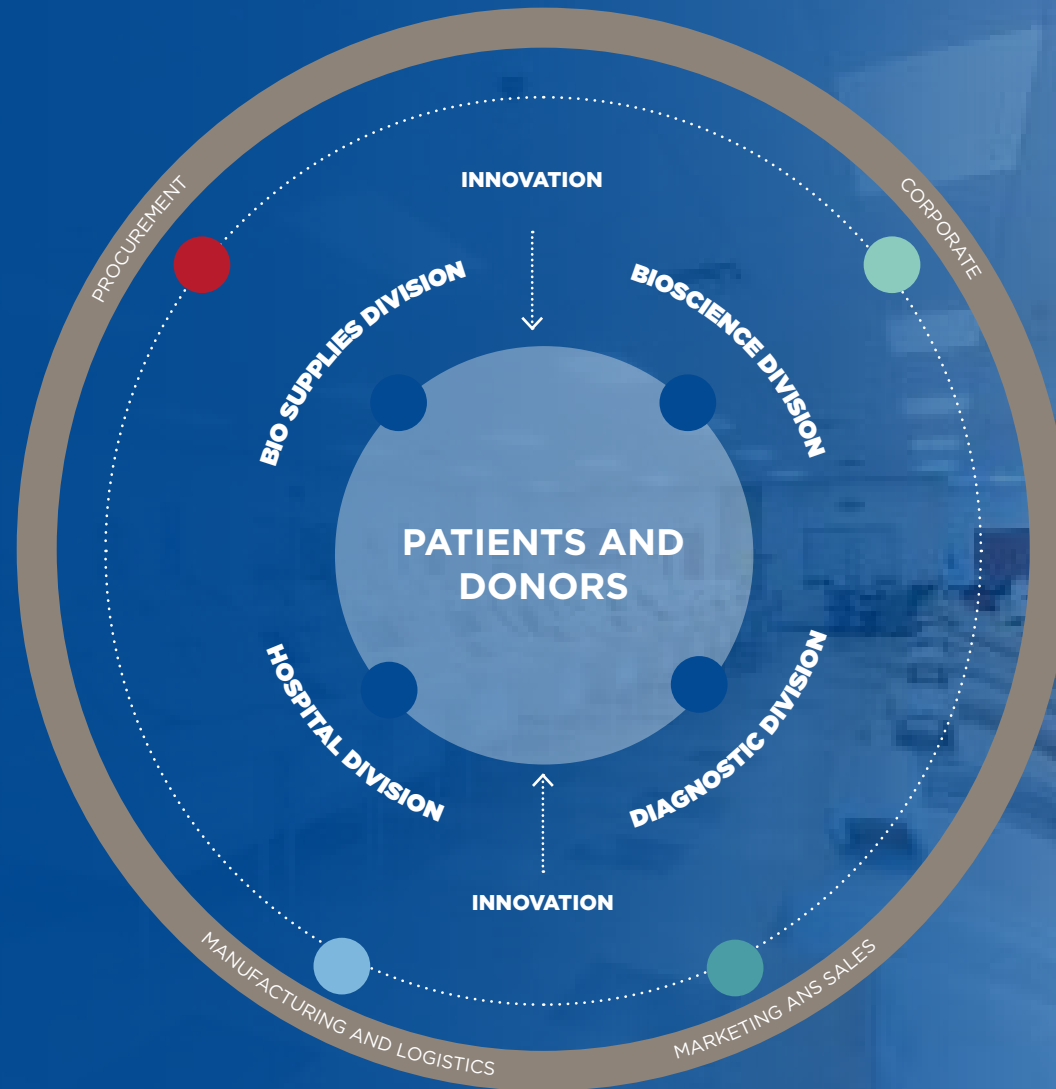 INNOVATION
PROCUREMENT
CORPORATE
BIO SUPPLIES DIVISION
BIOSCIENCE DIVISION
PATIENTS AND
DONORS
HOSPITAL DIVISION
DIAGNOSTIC DIVISION
INNOVATION
MANUFACTURING AND LOGISTICS
MARKETING ANS SALES